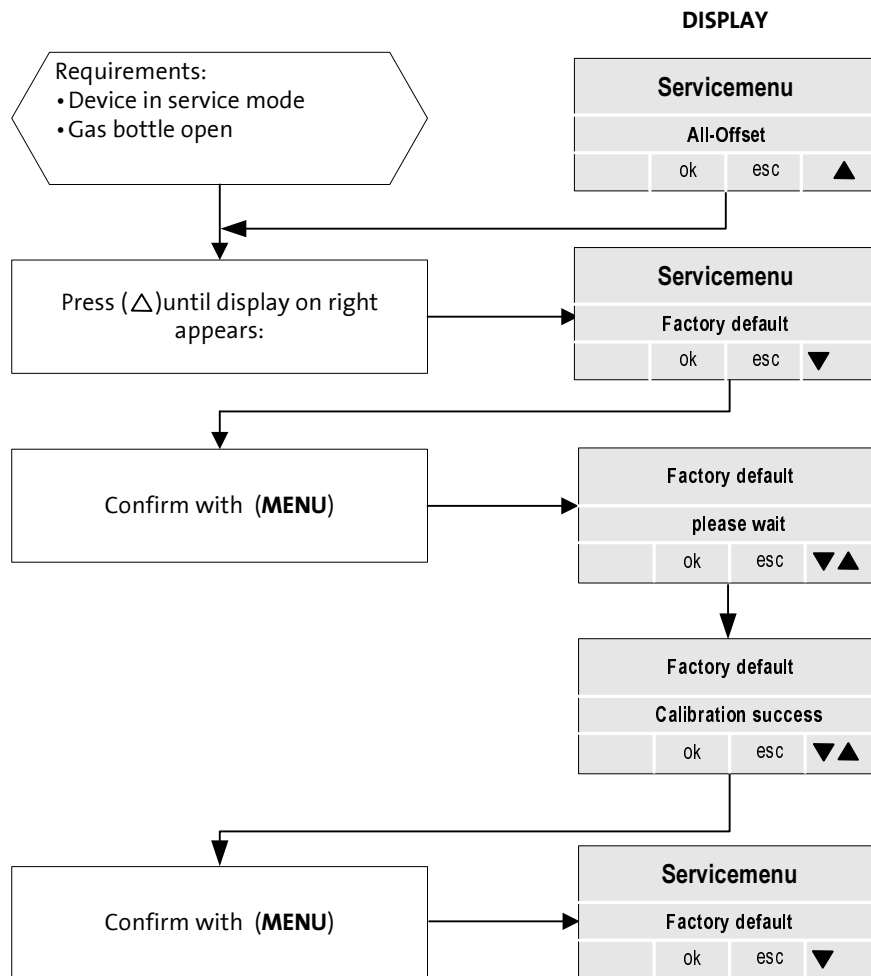 DISPLAY
Requirements:
•Device in service mode
•Gas bottle open
Servicemenu
All-Offset
ok esc ▲
Press (△)until display on right
appears:
Servicemenu
Factory default
ok esc ▼
Confirm with (MENU)
Factory default
please wait
ok esc ▼▲
Factory default
Calibration success
ok esc ▼▲
Confirm with (MENU)
Servicemenu
Factory default
ok esc ▼